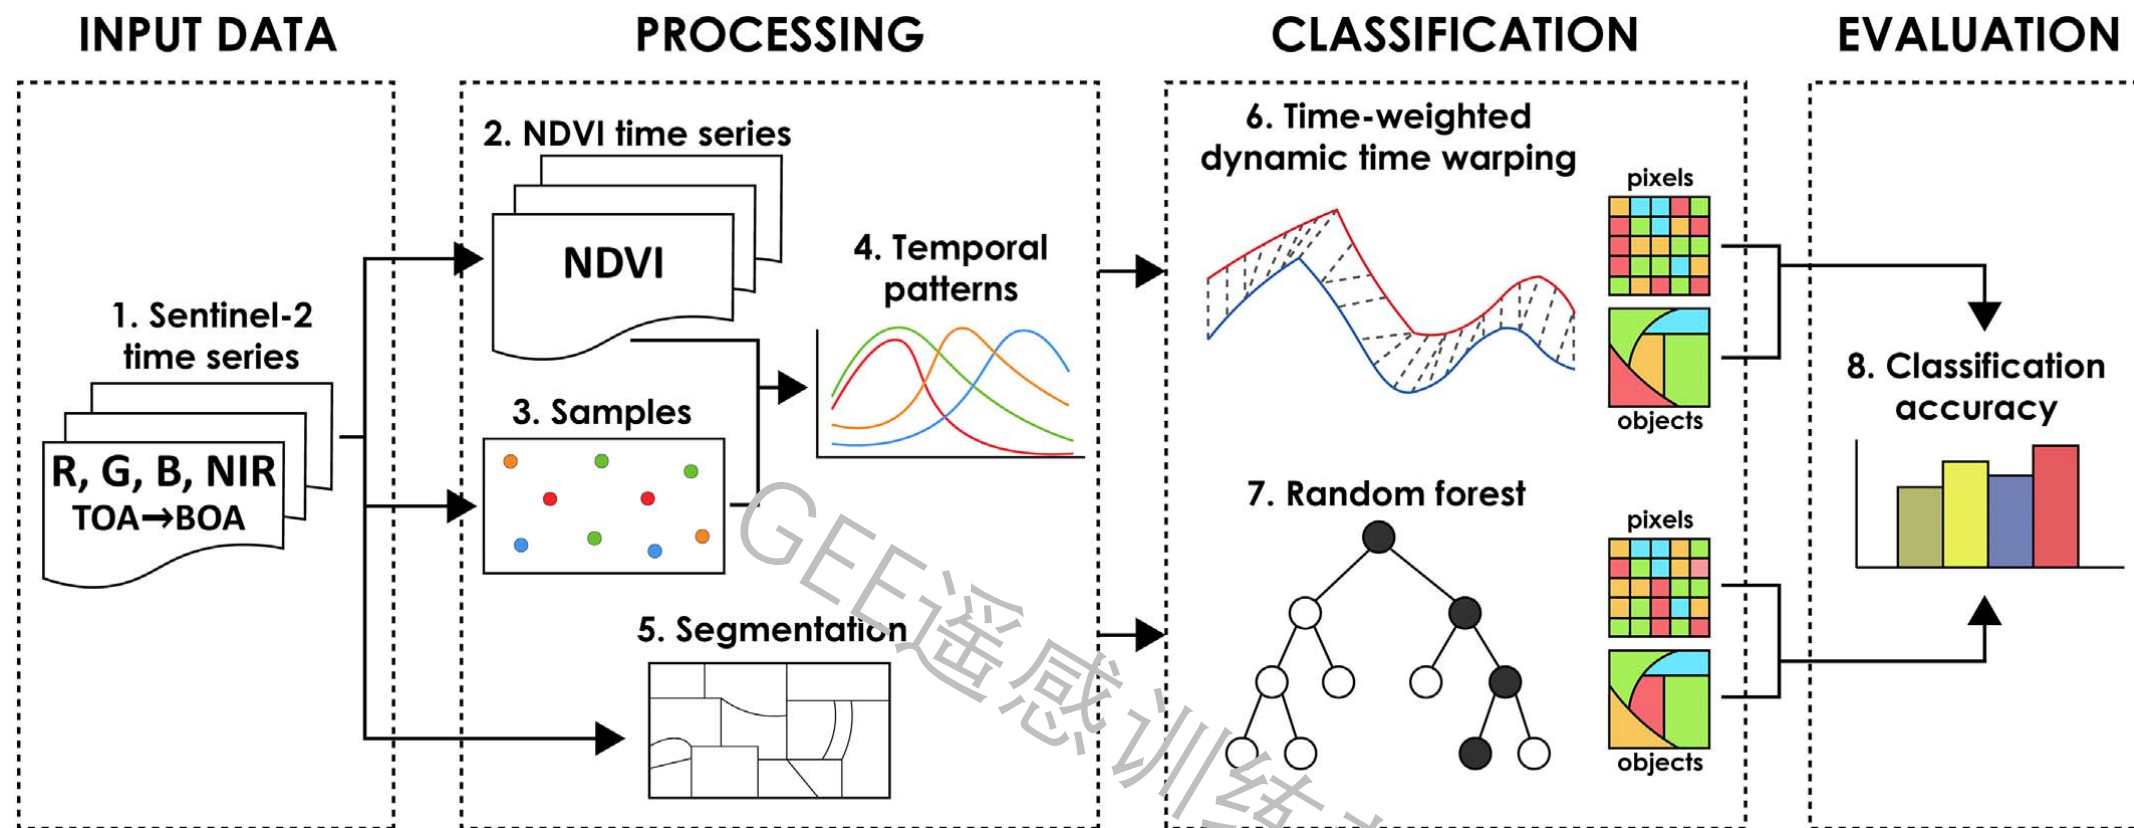 INPUT DATA
PROCESSING
CLASSIFICATION
EVALUATION
1. Sentinel-2
time series
R, G, B, NIR
TOA→BOA
2. NDVI time series
NDVI
3. Samples
4. Temporal
patterns
5. Segmentation
6. Time-weighted
dynamic time warping
pixels
objects
7. Random forest
pixels
objects
8. Classification
accuracy
GEE遥感训练